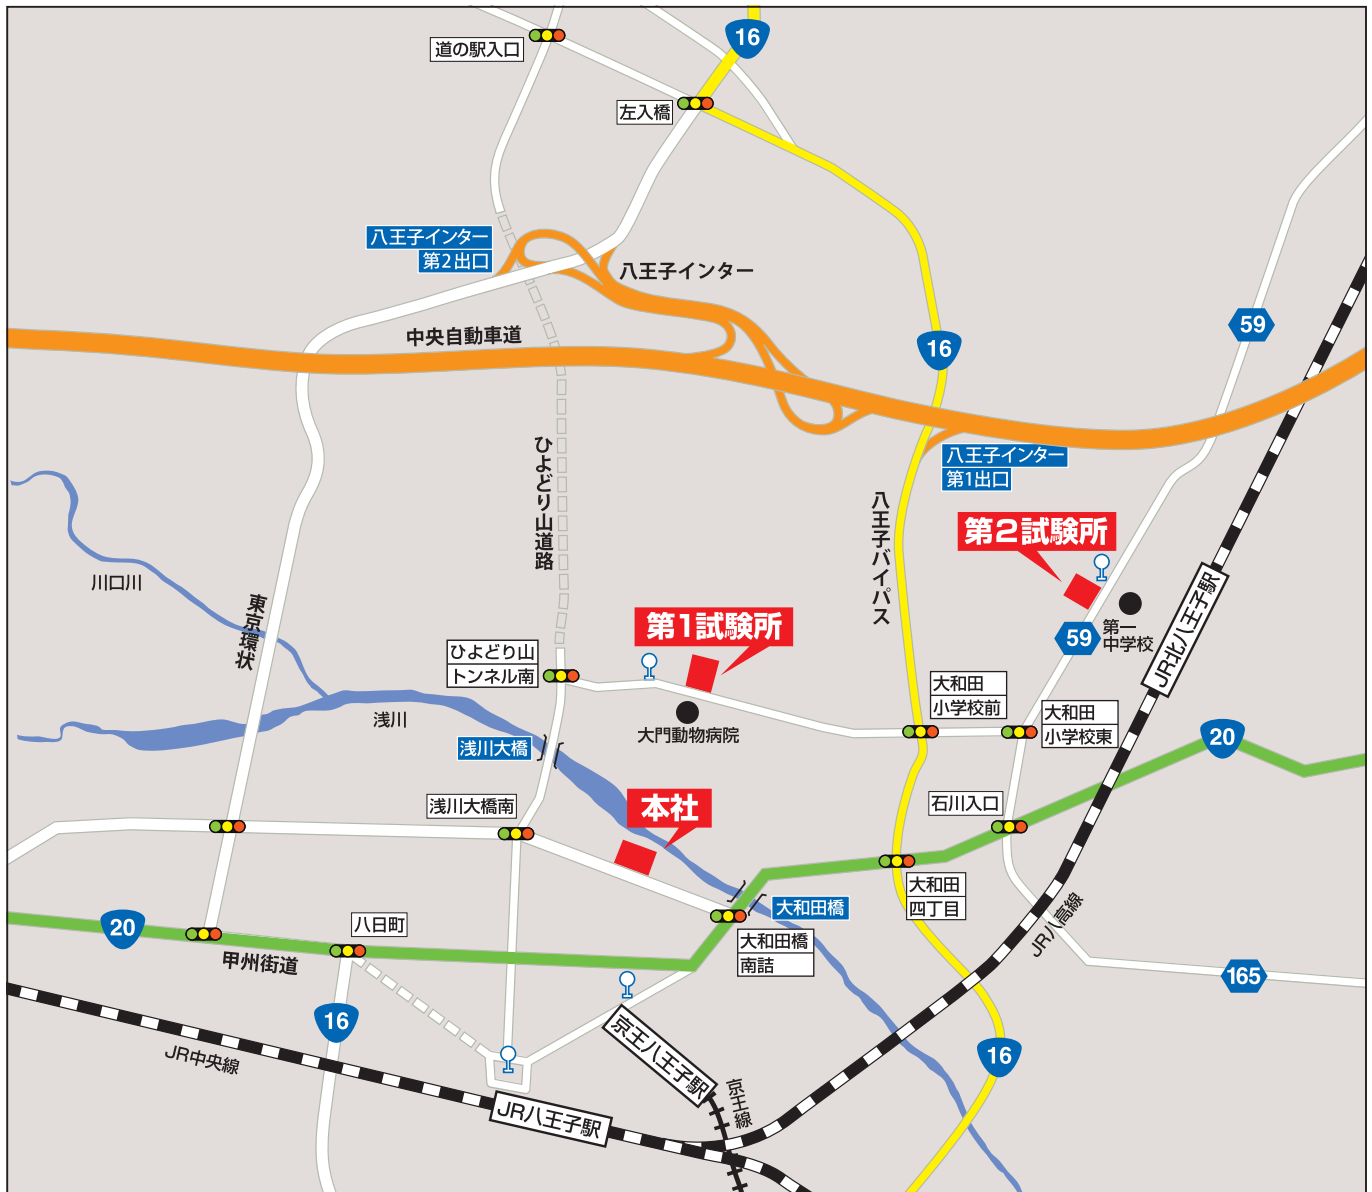 道の駅入口
16
左入橋
八王子インター
第2出口
八王子インター
中央自動車道
59
16
八王子インター
第1出口
ひよどり山道路
八王子バイパス
第2試験所
川口川
東京環状
第1試験所
59
第一
中学校
JR北八王子駅
ひよどり山
トンネル南
大和田
小学校前
大和田
小学校東
浅川
大門動物病院
20
浅川大橋
浅川大橋南
本社
石川入口
大和田
四丁目
大和田橋
20
八日町
甲州街道
大和田橋
南詰
JR八高線
165
16
京王八王子駅
16
JR中央線
京王線
JR八王子駅